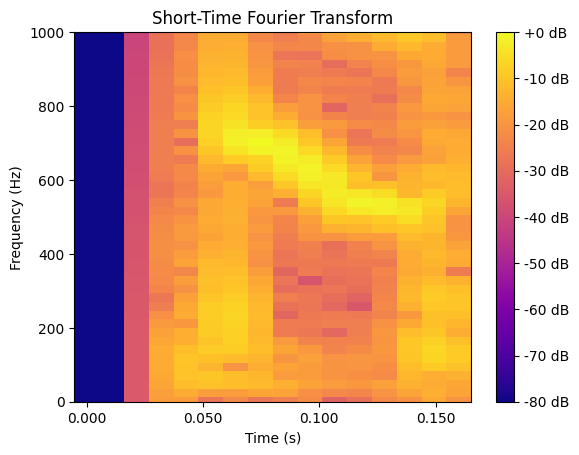 Short-Time Fourier Transform
1000
800
600
400
200
0
Frequency (Hz)
0.000
0.050
0.100
0.150
Time (s)
+0 dB
-10 dB
-20 dB
-30 dB
-40 dB
-50 dB
-60 dB
-70 dB
-80 dB